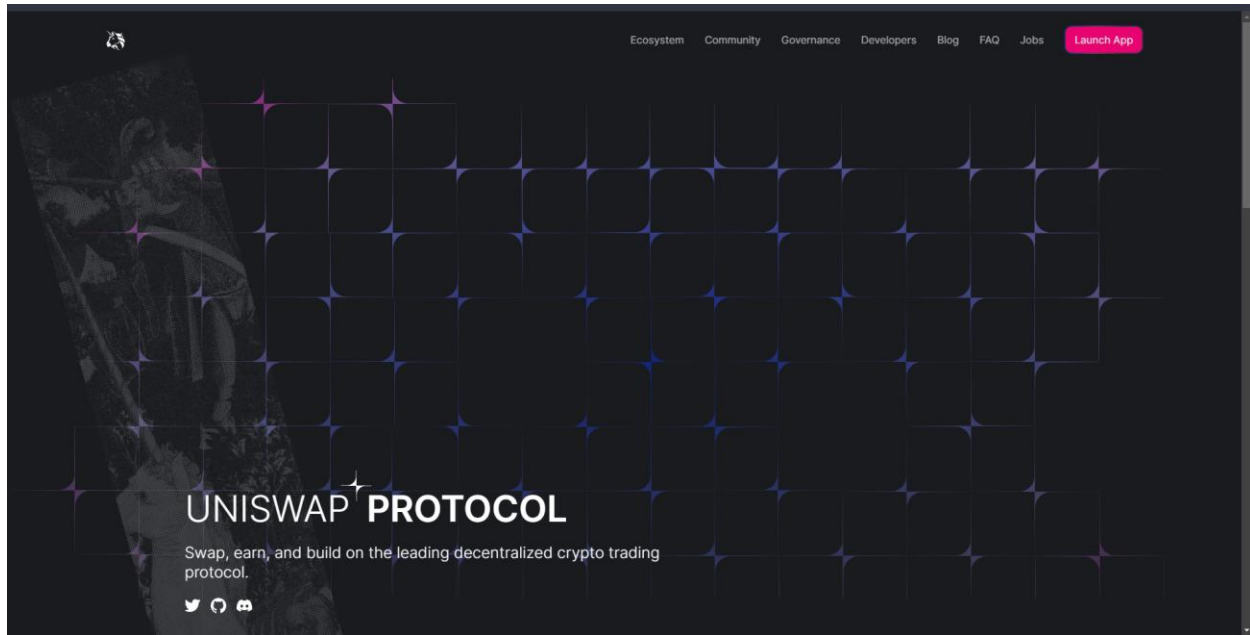 Ecosystem Community Governance Developers Blog FAQ Jobs Launch App
UNISWAP PROTOCOL
Swap, earn, and build on the leading decentralized crypto trading
protocol.